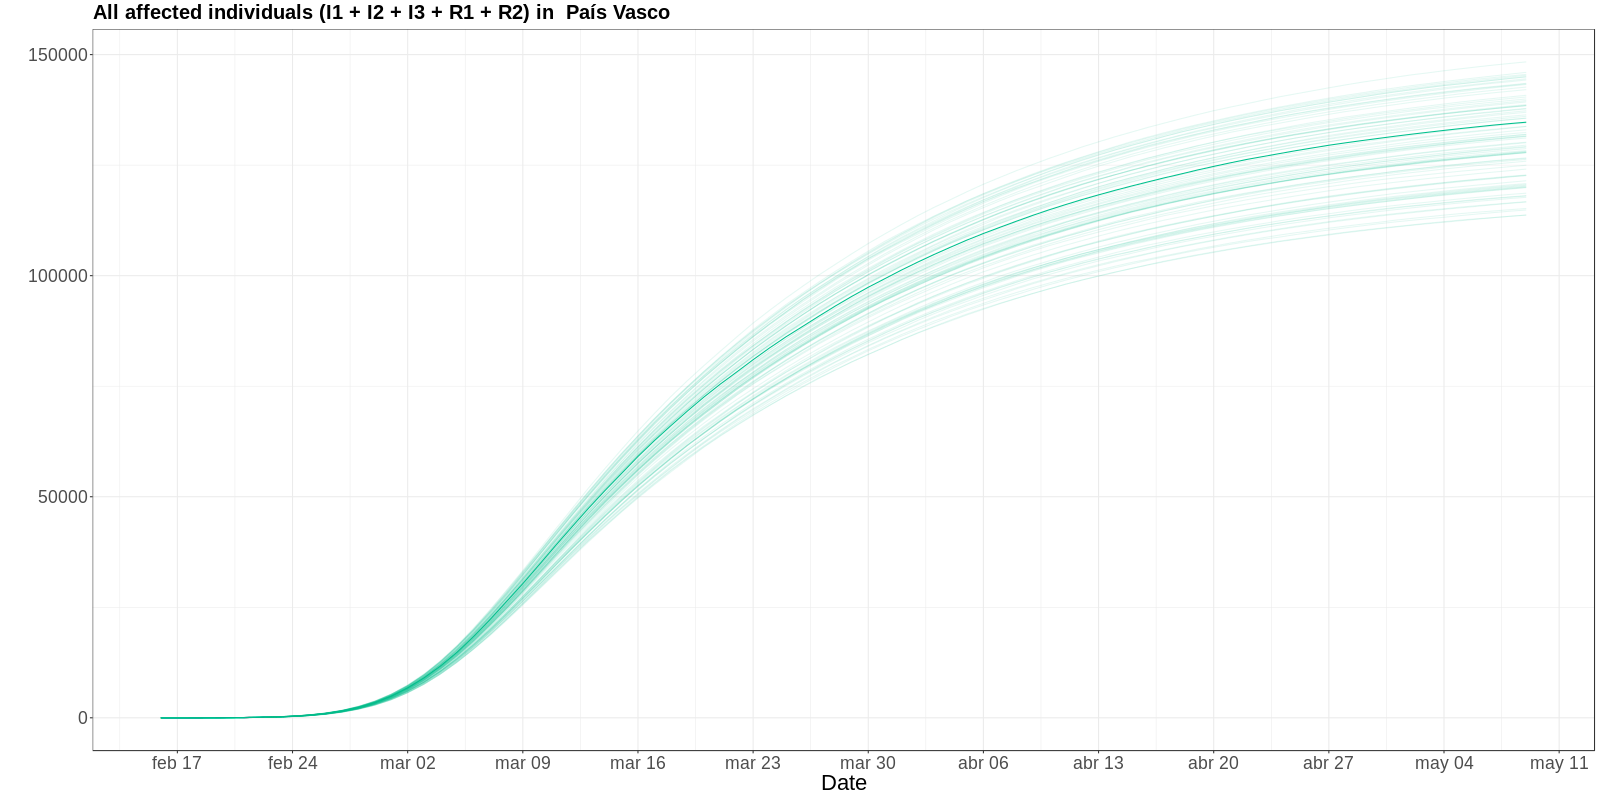 All affected individuals (I1 + I2 + I3 + R1 + R2) in  País Vasco
150000
100000
50000
0
feb 17 feb 24 mar 02 mar 09 mar 16 mar 23 mar 30 abr 06 abr 13 abr 20 abr 27 may 04 may 11
Date